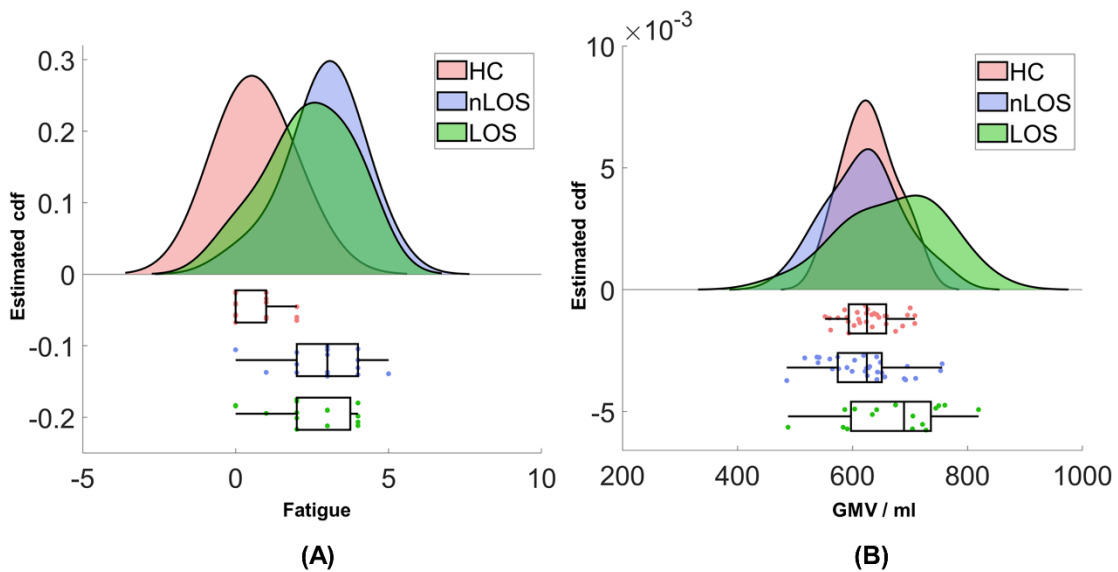 0.3
0.2
0.1
0
-0.1
-0.2
Estimated cdf
HC
nLOS
LOS
-5
0
5
10
Fatigue
(A)
×10⁻³
10
5
0
-5
Estimated cdf
HC
nLOS
LOS
200
400
600
800
1000
GMV / ml
(B)